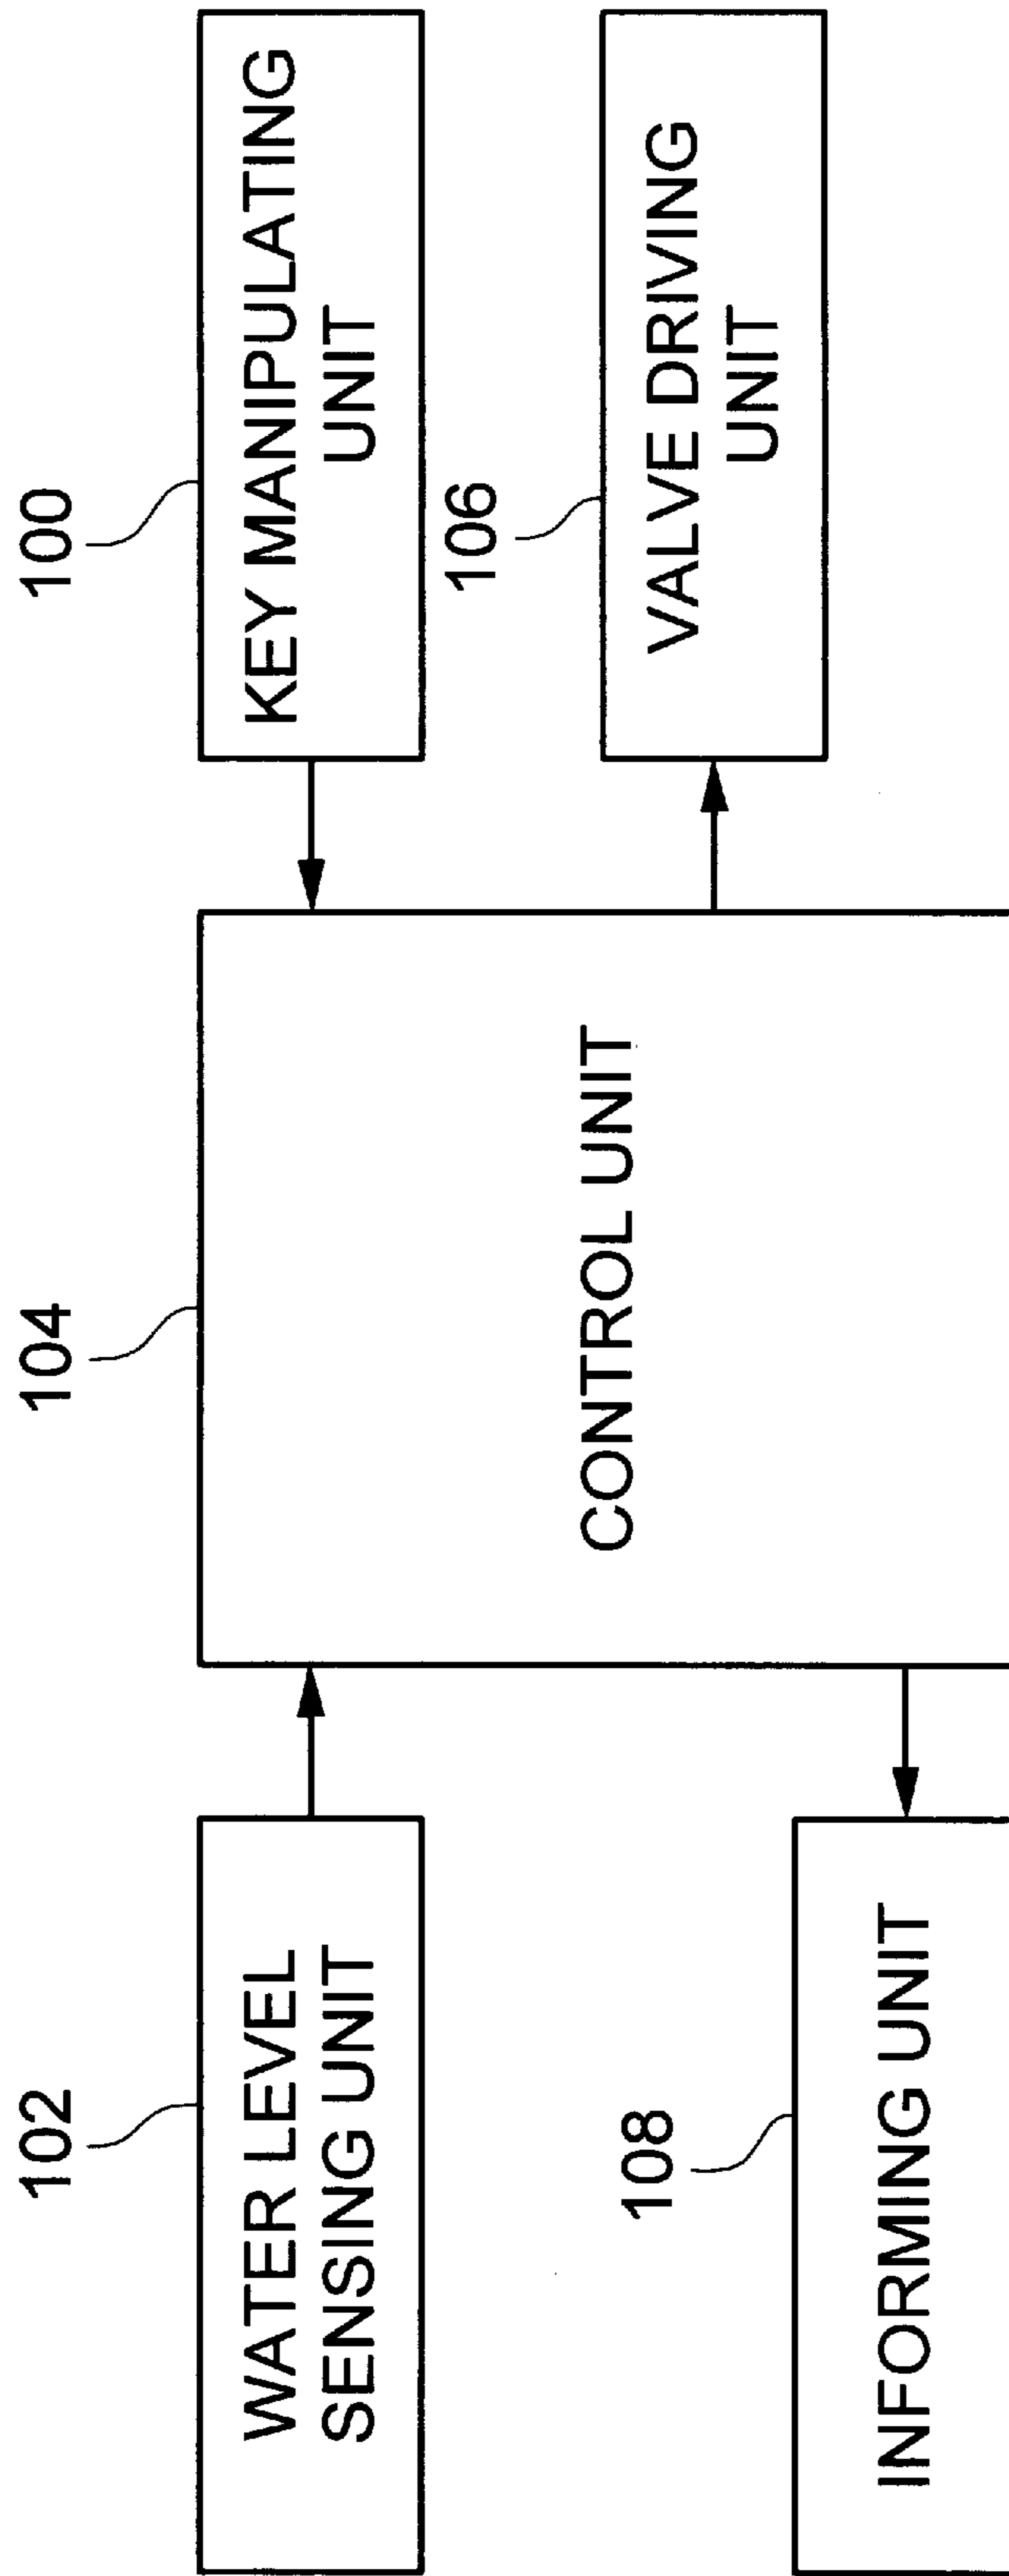 102
WATER LEVEL
SENSING UNIT
104
CONTROL UNIT
100
KEY MANIPULATING
UNIT
106
VALVE DRIVING
UNIT
108
INFORMING UNIT